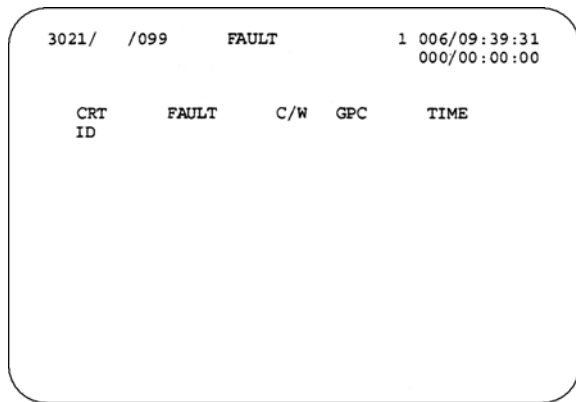 3021/ /099 FAULT 1 006/09:39:31
000/00:00:00
CRT FAULT C/W GPC TIME
ID